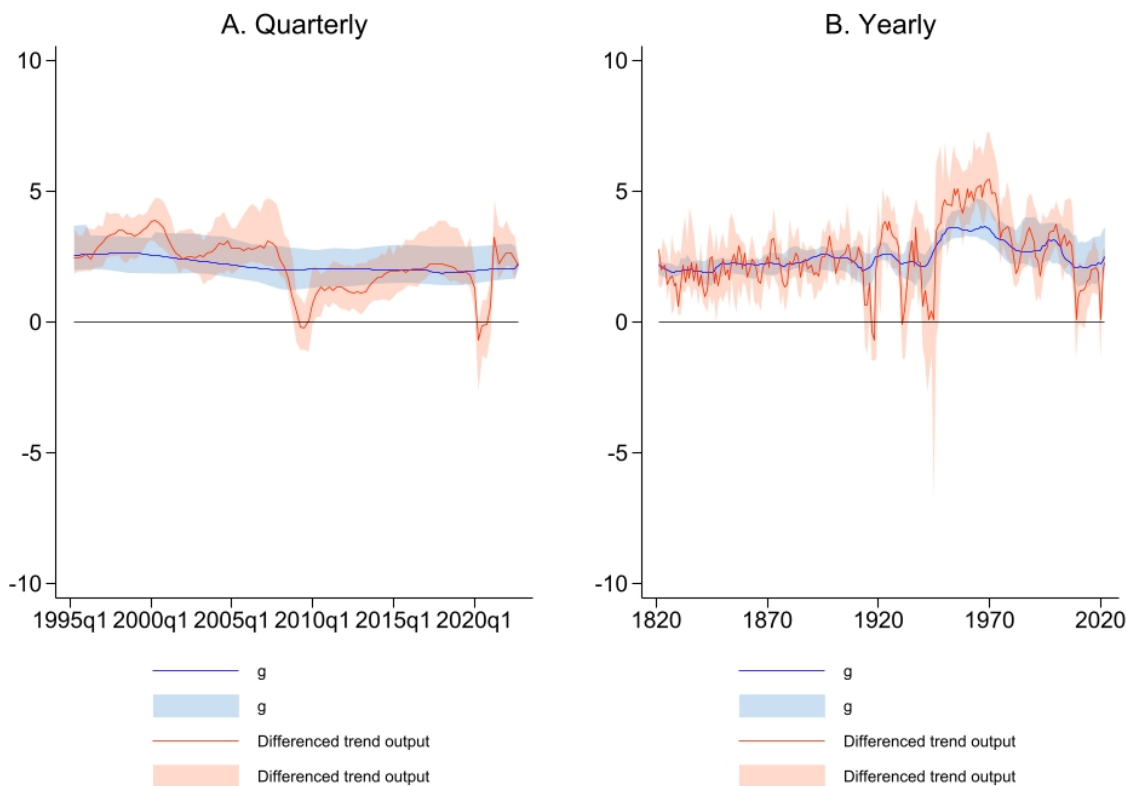 A. Quarterly
10
5
0
-5
-10
1995q1 2000q1 2005q1 2010q1 2015q1 2020q1
g
g
Differenced trend output
Differenced trend output
B. Yearly
10
5
0
-5
-10
1820 1870 1920 1970 2020
g
g
Differenced trend output
Differenced trend output